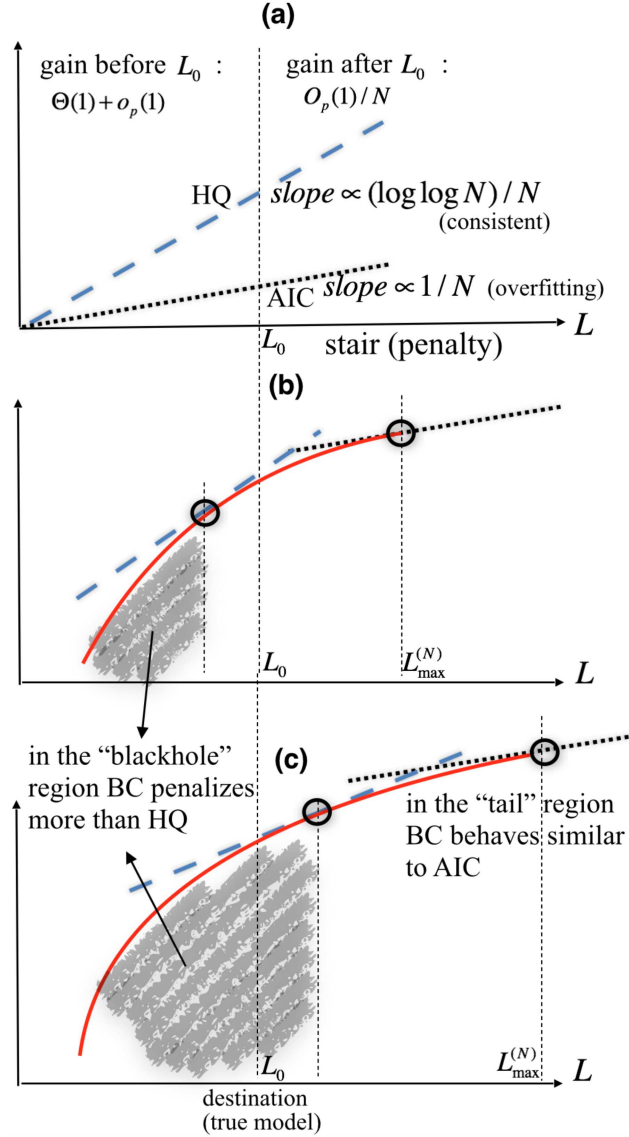 (a)
gain before L₀ :
Θ(1) + oₚ(1)
gain after L₀ :
Oₚ(1) / N
HQ
slope ∝ (log log N) / N
(consistent)
AIC slope ∝ 1 / N (overfitting)
L₀
stair (penalty)
L
(b)
L₀
L_max^(N)
L
in the “blackhole”
region BC penalizes
more than HQ
(c)
in the “tail” region
BC behaves similar
to AIC
L₀
L_max^(N)
L
destination
(true model)